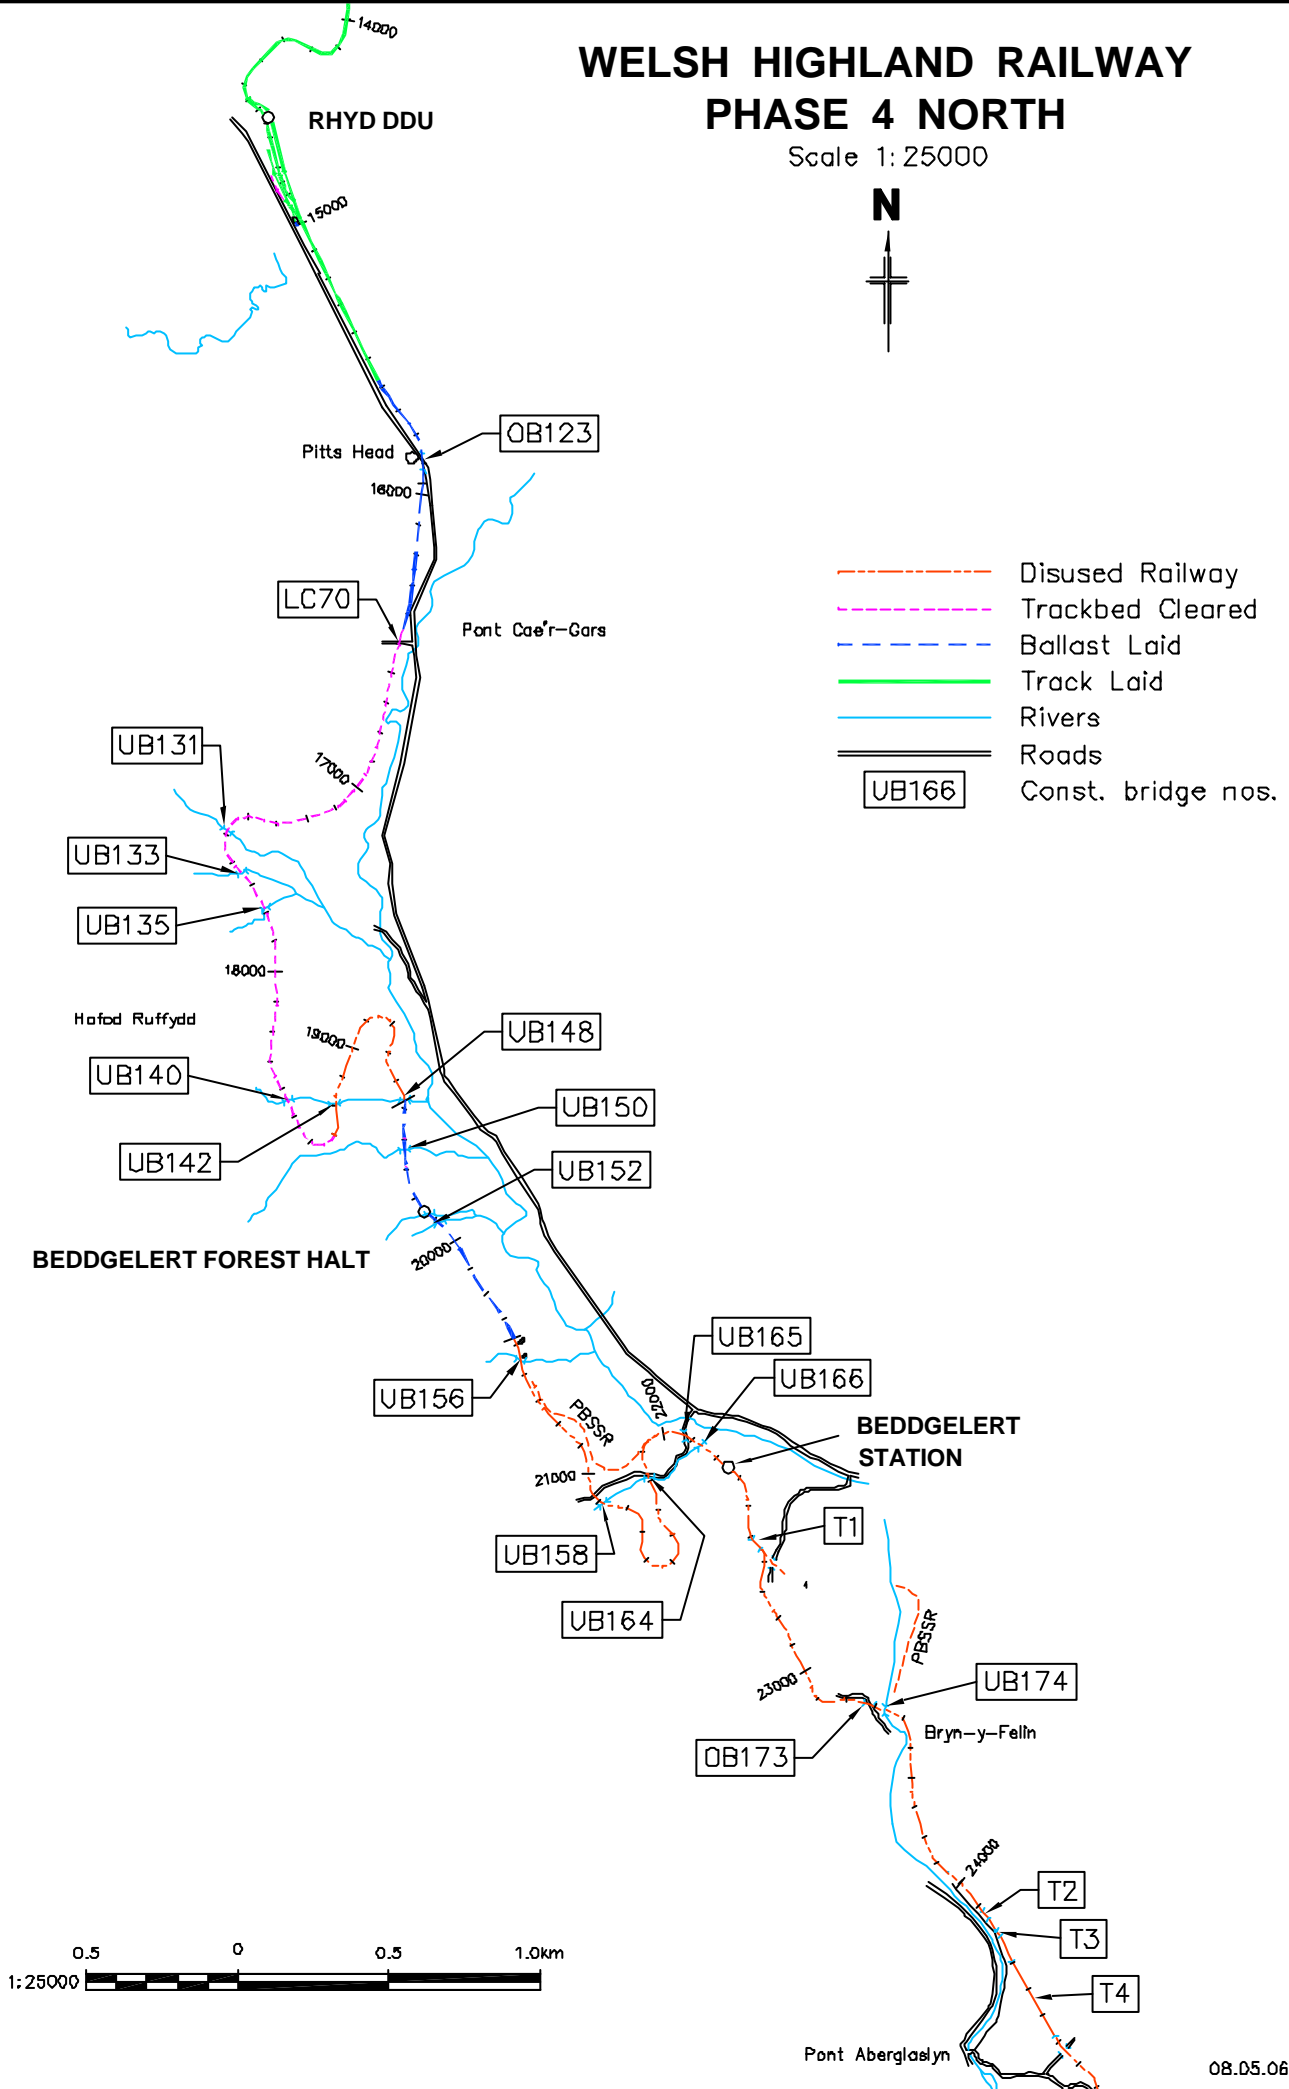 WELSH HIGHLAND RAILWAY
PHASE 4 NORTH
Scale 1:25000
N
14000
RHYD DDU
15000
OB123
Pitts Head
16000
LC70
Pont Cae'r-Gors
Disused Railway
Trackbed Cleared
Ballast Laid
Track Laid
Rivers
Roads
UB166
Const. bridge nos.
UB131
17000
UB133
UB135
18000
Hafod Ruffydd
19000
UB148
UB140
UB150
UB142
UB152
20000
BEDDGELERT FOREST HALT
UB165
UB166
UB156
22000
PBSSR
BEDDGELERT
STATION
21000
T1
UB158
UB164
PBSSR
23000
UB174
Bryn-y-Felin
OB173
24000
T2
T3
T4
0.5 0 0.5 1.0km
1:25000
Pont Aberglaslyn
08.05.06